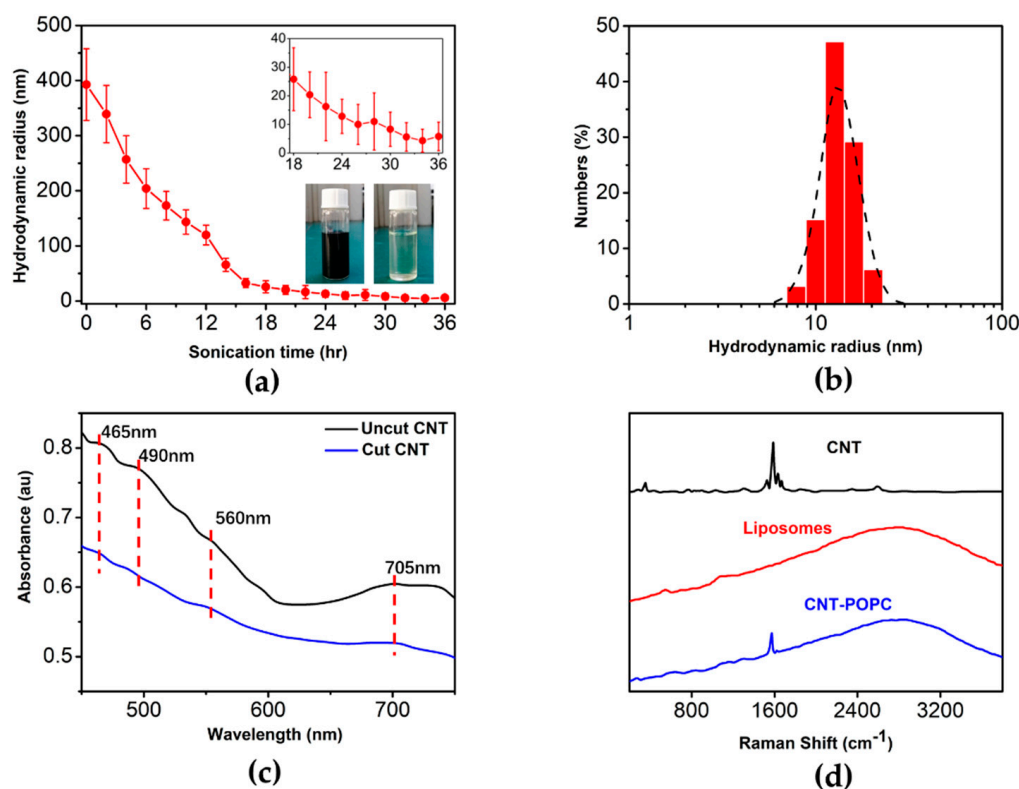 500
400
300
200
100
0
Hydrodynamic radius (nm)
0 6 12 18 24 30 36
Sonication time (hr)
40
30
20
10
0
18 24 30 36
(a)
50
40
30
20
10
0
Numbers (%)
1 10 100
Hydrodynamic radius (nm)
(b)
0.8
0.7
0.6
0.5
Absorbance (au)
465nm
490nm
560nm
705nm
Uncut CNT
Cut CNT
500 600 700
Wavelength (nm)
(c)
CNT
Liposomes
CNT-POPC
800 1600 2400 3200
Raman Shift (cm⁻¹)
(d)